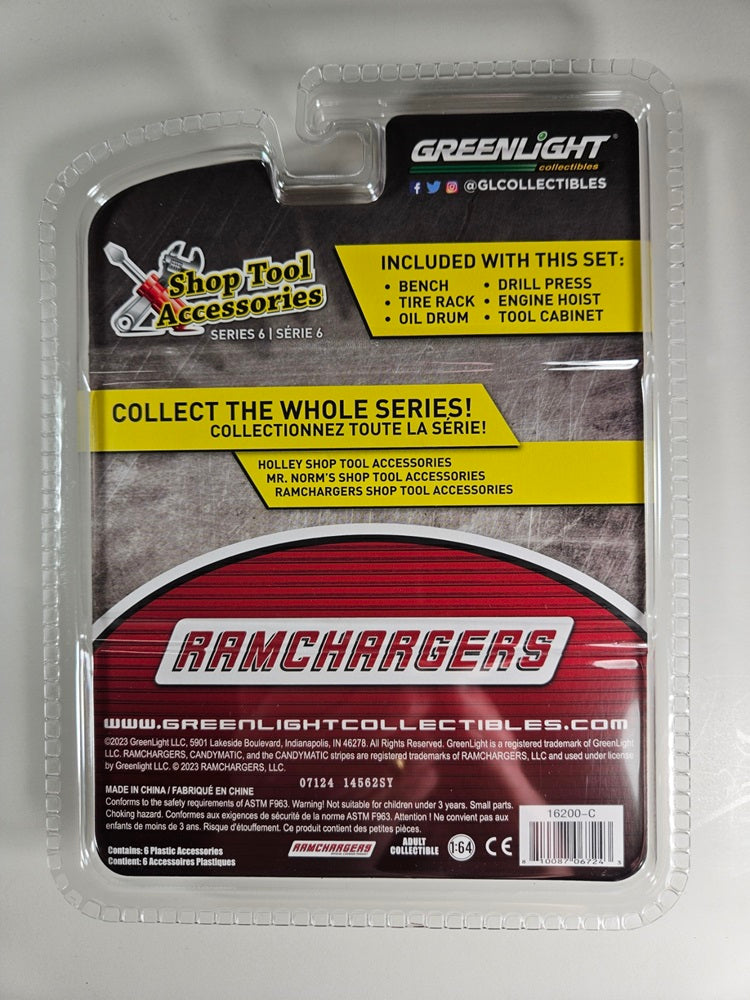 GREENLIGHT®
collectibles
@GLCOLLECTIBLES
Shop Tool
Accessories
SERIES 6 | SÉRIE 6
INCLUDED WITH THIS SET:
• BENCH
• TIRE RACK
• OIL DRUM
• DRILL PRESS
• ENGINE HOIST
• TOOL CABINET
COLLECT THE WHOLE SERIES!
COLLECTIONNEZ TOUTE LA SÉRIE!
HOLLEY SHOP TOOL ACCESSORIES
MR. NORM'S SHOP TOOL ACCESSORIES
RAMCHARGERS SHOP TOOL ACCESSORIES
RAMCHARGERS
WWW.GREENLIGHTCOLLECTIBLES.COM
©2023 GreenLight LLC, 5901 Lakeside Boulevard, Indianapolis, IN 46278. All Rights Reserved. GreenLight is a registered trademark of GreenLight
LLC. RAMCHARGERS, CANDYMATIC, and the CANDYMATIC stripes are registered trademarks of RAMCHARGERS, LLC and used under license
by Greenlight LLC. © 2023 RAMCHARGERS, LLC.
07124 14562SY
MADE IN CHINA / FABRIQUÉ EN CHINE
Conforms to the safety requirements of ASTM F963. Warning! Not suitable for children under 3 years. Small parts.
Choking hazard. Conformes aux exigences de sécurité de la norme ASTM F963. Attention ! Ne convient pas aux
enfants de moins de 3 ans. Risque d'étouffement. Ce produit contient des petites pièces.
Contains: 6 Plastic Accessories
Contient: 6 Accessoires Plastiques
RAMCHARGERS
ADULT
COLLECTIBLE
1:64
CE
16200-C
8 10087 06724 3